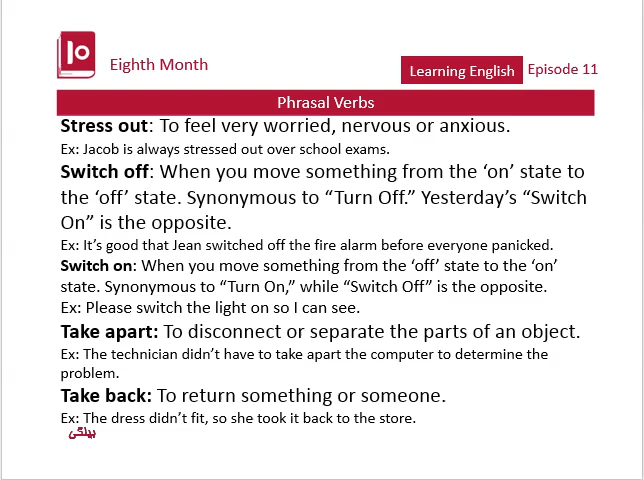 Eighth Month
Learning English Episode 11
Phrasal Verbs
Stress out: To feel very worried, nervous or anxious.
Ex: Jacob is always stressed out over school exams.
Switch off: When you move something from the ‘on’ state to
the ‘off’ state. Synonymous to “Turn Off.” Yesterday’s “Switch
On” is the opposite.
Ex: It’s good that Jean switched off the fire alarm before everyone panicked.
Switch on: When you move something from the ‘off’ state to the ‘on’
state. Synonymous to “Turn On,” while “Switch Off” is the opposite.
Ex: Please switch the light on so I can see.
Take apart: To disconnect or separate the parts of an object.
Ex: The technician didn’t have to take apart the computer to determine the
problem.
Take back: To return something or someone.
Ex: The dress didn’t fit, so she took it back to the store.